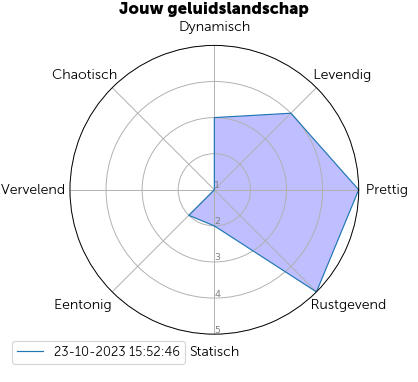 Jouw geluidslandschap
Dynamisch
Chaotisch
Levendig
Vervelend
Prettig
1
2
3
4
5
Eentonig
Rustgevend
23-10-2023 15:52:46
Statisch